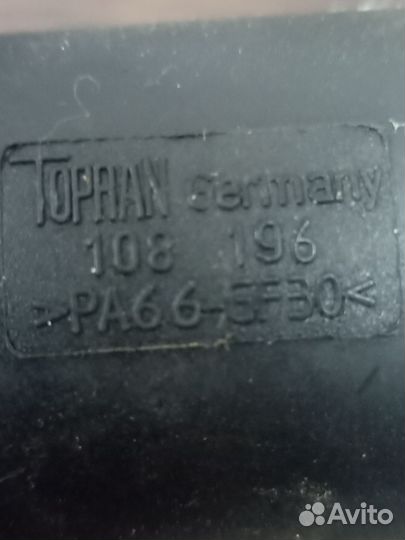 TOPRAN Germany
108 196
>PA66-GF30<
Avito